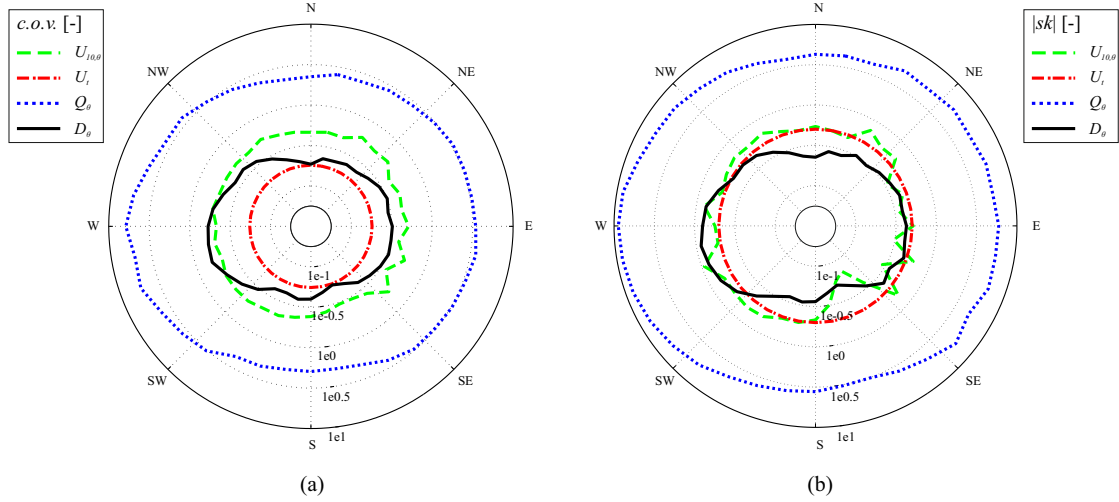 c.o.v. [-]
U10,θ
Ut
Qθ
Dθ
N
NE
E
SE
S
SW
W
NW
1e-1
1e-0.5
1e0
1e0.5
1e1
(a)
|sk| [-]
U10,θ
Ut
Qθ
Dθ
N
NE
E
SE
S
SW
W
NW
1e-1
1e-0.5
1e0
1e0.5
1e1
(b)